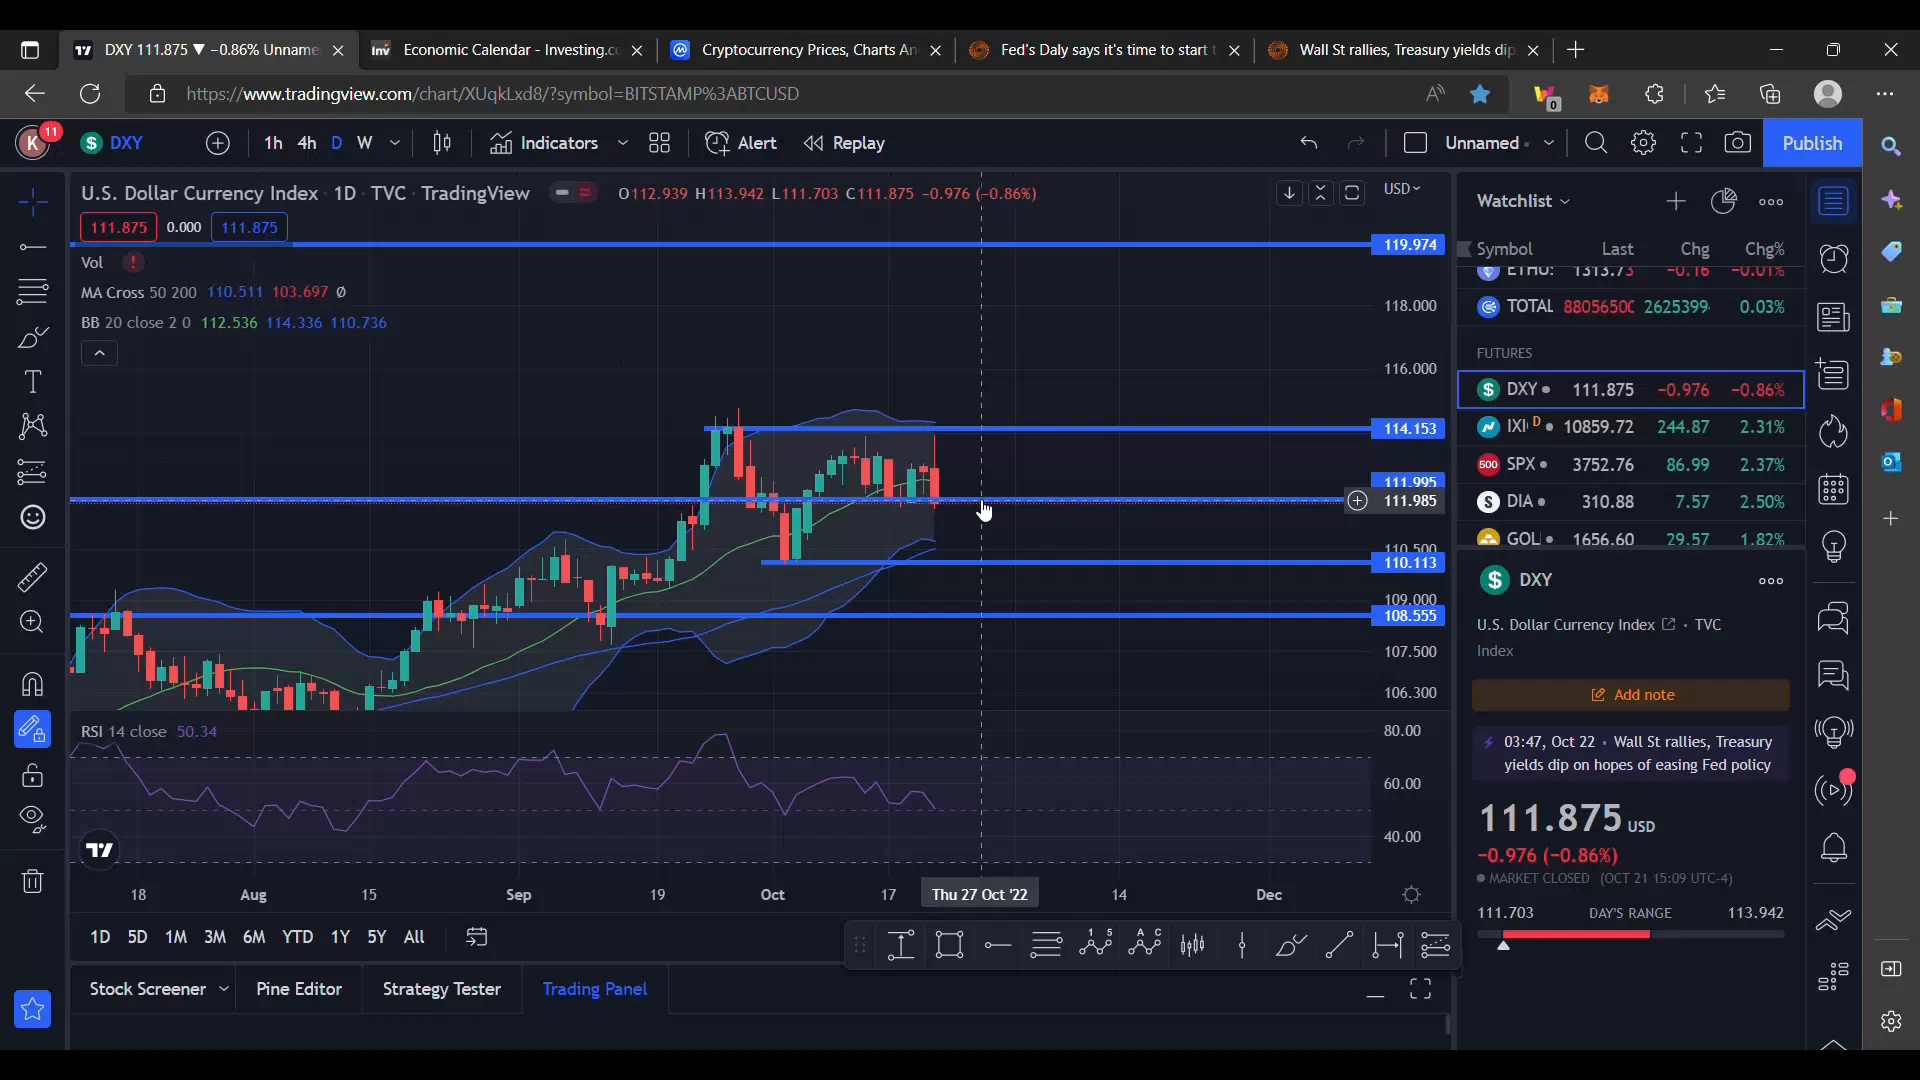 DXY 111.875 ▼ −0.86% Unname
Economic Calendar - Investing.c
Cryptocurrency Prices, Charts An
Fed's Daly says it's time to start
Wall St rallies, Treasury yields dip
https://www.tradingview.com/chart/XUqkLxd8/?symbol=BITSTAMP%3ABTCUSD
K 11 DXY 1h 4h D W Indicators Alert Replay Unnamed Publish
U.S. Dollar Currency Index · 1D · TVC · TradingView O112.939 H113.942 L111.703 C111.875 −0.976 (−0.86%) USD
111.875 0.000 111.875
Vol
MA Cross 50 200 110.511 103.697 Ø
BB 20 close 2 0 112.536 114.336 110.736
119.974
118.000
116.000
114.153
111.995
111.985
110.500
110.113
109.000
108.555
107.500
106.300
RSI 14 close 50.34
80.00
60.00
40.00
18 Aug 15 Sep 19 Oct 17 Thu 27 Oct '22 14 Dec
1D 5D 1M 3M 6M YTD 1Y 5Y All
Stock Screener Pine Editor Strategy Tester Trading Panel
Watchlist
Symbol Last Chg Chg%
ETHU: 1313.73 −0.16 −0.01%
TOTAL 8805650 2625399 0.03%
FUTURES
DXY 111.875 −0.976 −0.86%
IXI D 10859.72 244.87 2.31%
500 SPX 3752.76 86.99 2.37%
DIA 310.88 7.57 2.50%
GOL 1656.60 29.57 1.82%
DXY
U.S. Dollar Currency Index · TVC
Index
Add note
03:47, Oct 22 · Wall St rallies, Treasury
yields dip on hopes of easing Fed policy
111.875 USD
−0.976 (−0.86%)
MARKET CLOSED (OCT 21 15:09 UTC-4)
111.703 DAY'S RANGE 113.942